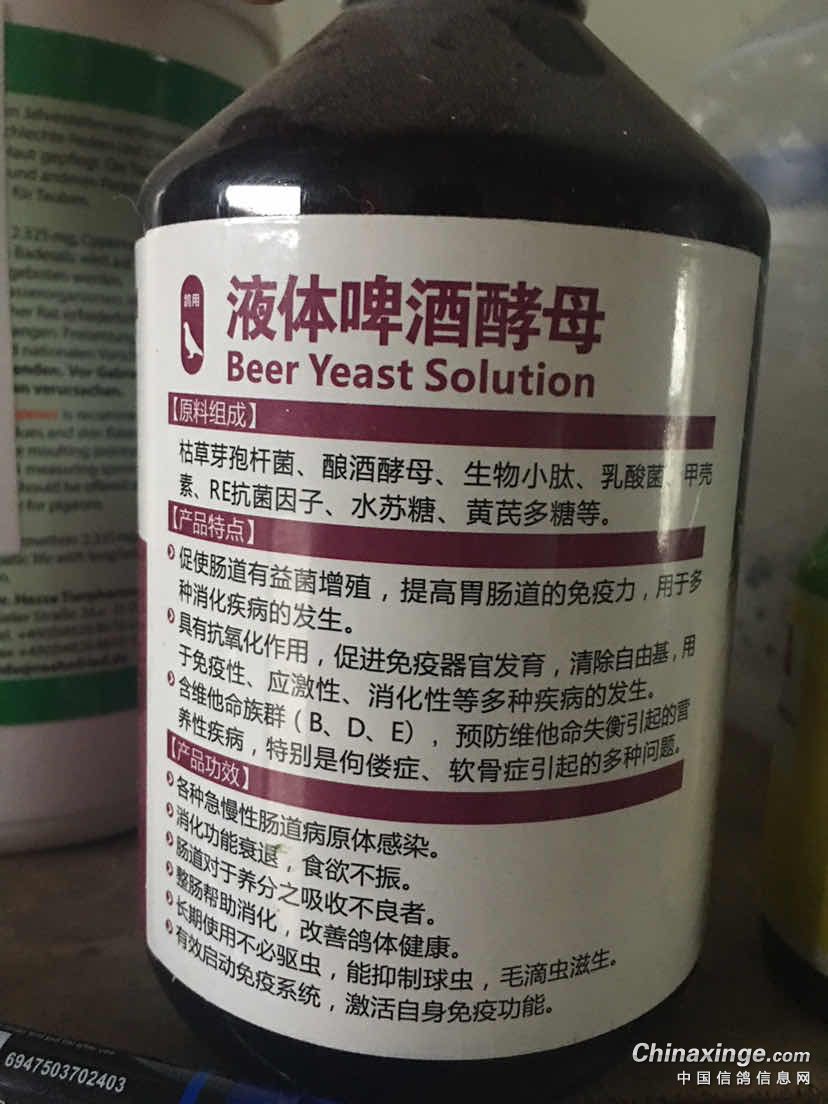 鸽用
液体啤酒酵母
Beer Yeast Solution
【原料组成】
枯草芽孢杆菌、酿酒酵母、生物小肽、乳酸菌、甲壳
素、RE抗菌因子、水苏糖、黄芪多糖等。
【产品特点】
促使肠道有益菌增殖，提高胃肠道的免疫力，用于多
种消化疾病的发生。
具有抗氧化作用，促进免疫器官发育，清除自由基，用
于免疫性、应激性、消化性等多种疾病的发生。
含维他命族群（B、D、E），预防维他命失衡引起的营
养性疾病，特别是佝偻症、软骨症引起的多种问题。
【产品功效】
各种急慢性肠道病原体感染。
消化功能衰退，食欲不振。
肠道对于养分之吸收不良者。
整肠帮助消化，改善鸽体健康。
长期使用不必驱虫，能抑制球虫，毛滴虫滋生。
有效启动免疫系统，激活自身免疫功能。
und anderen
für Tauben.
2.325 mg,
nationalen
for pigeons.
6947503702403
Chinaxinge.com
中国信鸽信息网